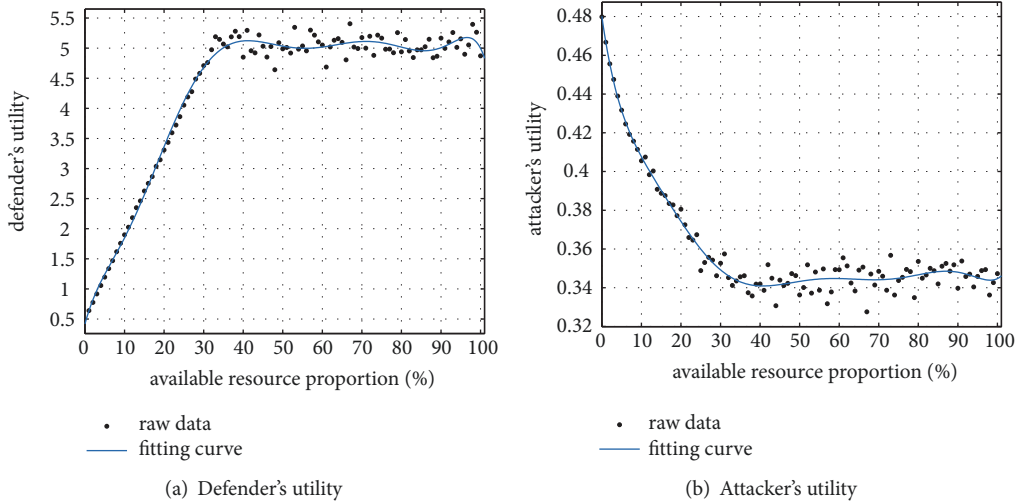 5.5
5
4.5
4
3.5
3
2.5
2
1.5
1
0.5
defender's utility
0 10 20 30 40 50 60 70 80 90 100
available resource proportion (%)
raw data
fitting curve
(a) Defender's utility
0.48
0.46
0.44
0.42
0.4
0.38
0.36
0.34
0.32
attacker's utility
0 10 20 30 40 50 60 70 80 90 100
available resource proportion (%)
raw data
fitting curve
(b) Attacker's utility